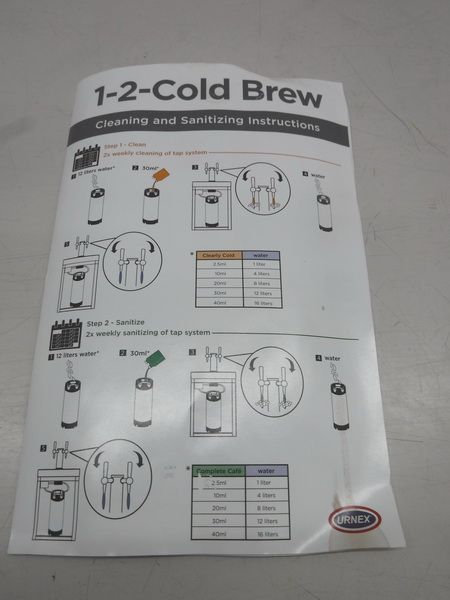 1-2-Cold Brew
Cleaning and Sanitizing Instructions
Step 1 - Clean
2x weekly cleaning of tap system
1 12 liters water*
2 30ml*
3
4 water
5
* Clearly Cold water
2.5ml 1 liter
10ml 4 liters
20ml 8 liters
30ml 12 liters
40ml 16 liters
Step 2 - Sanitize
2x weekly sanitizing of tap system
1 12 liters water*
2 30ml*
3
4 water
5
* Complete Café water
2.5ml 1 liter
10ml 4 liters
20ml 8 liters
30ml 12 liters
40ml 16 liters
URNEX